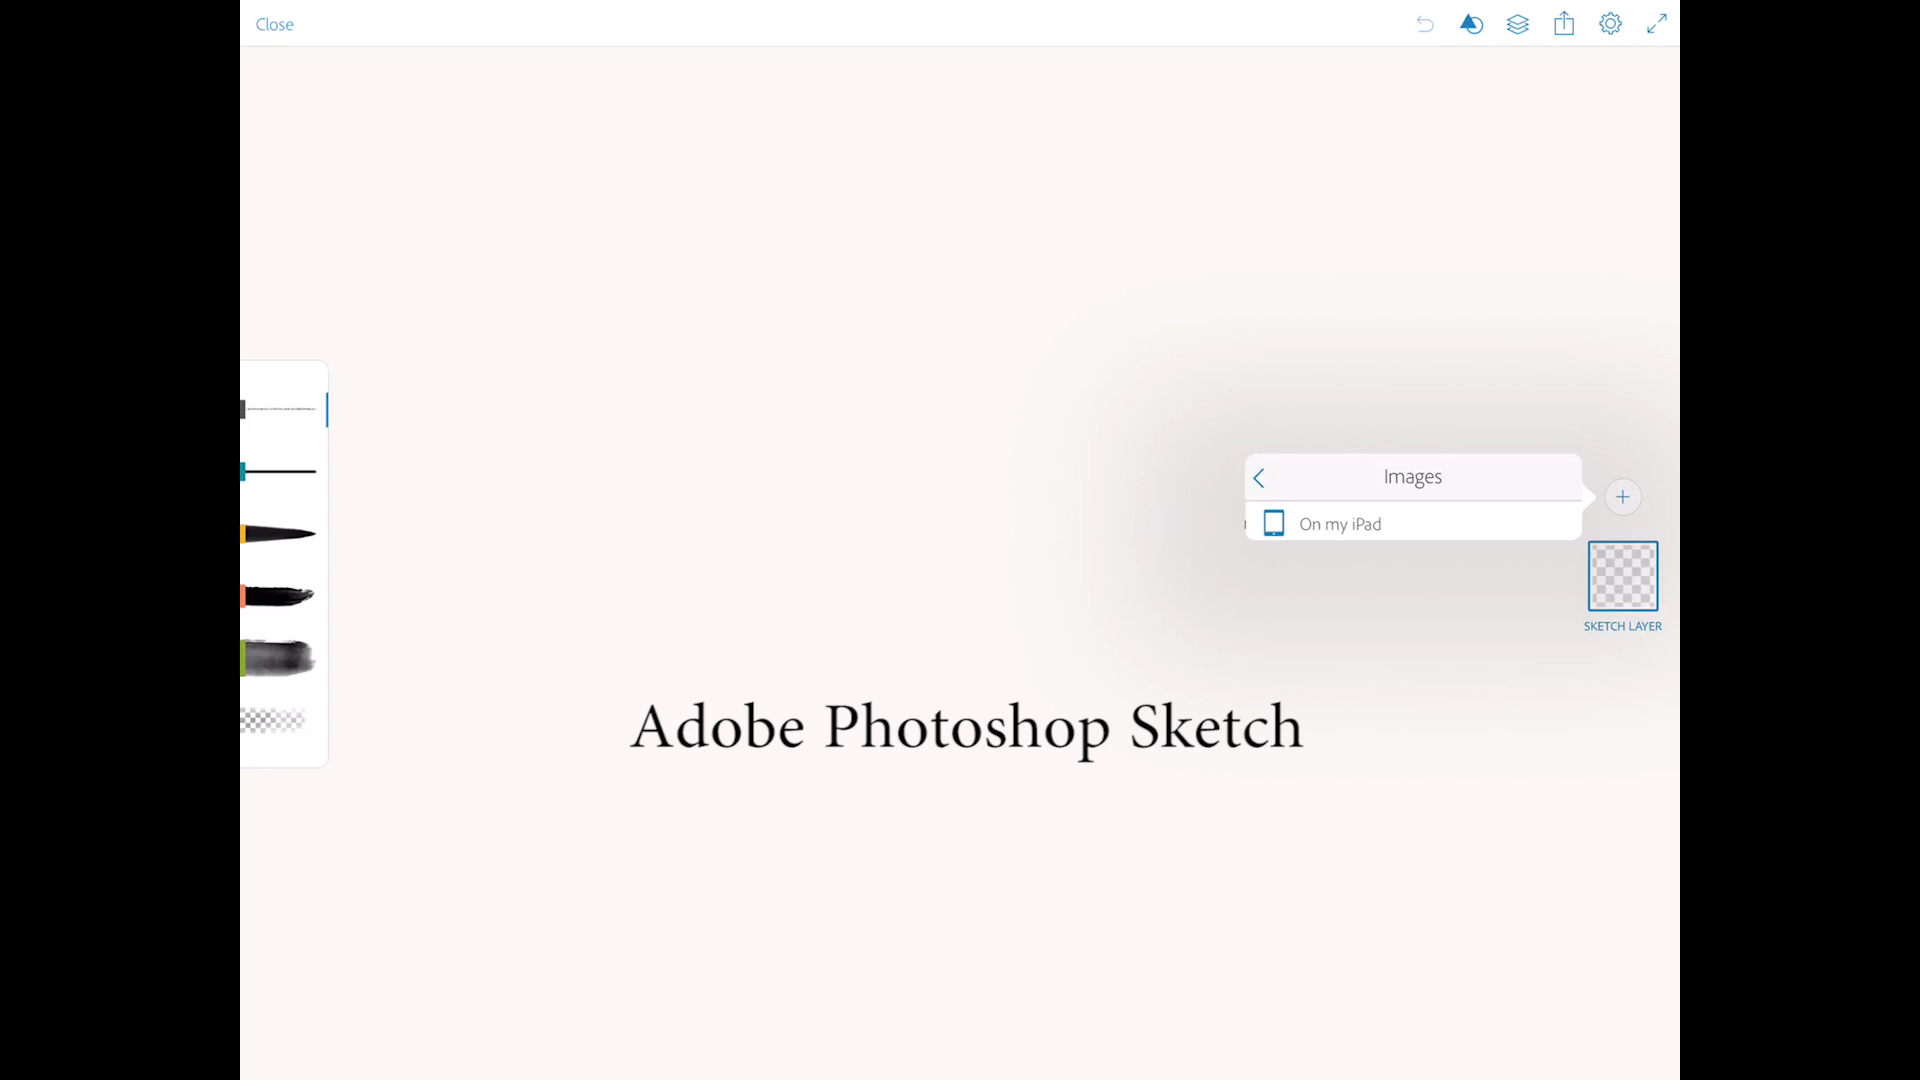 Close
Images
On my iPad
SKETCH LAYER
Adobe Photoshop Sketch